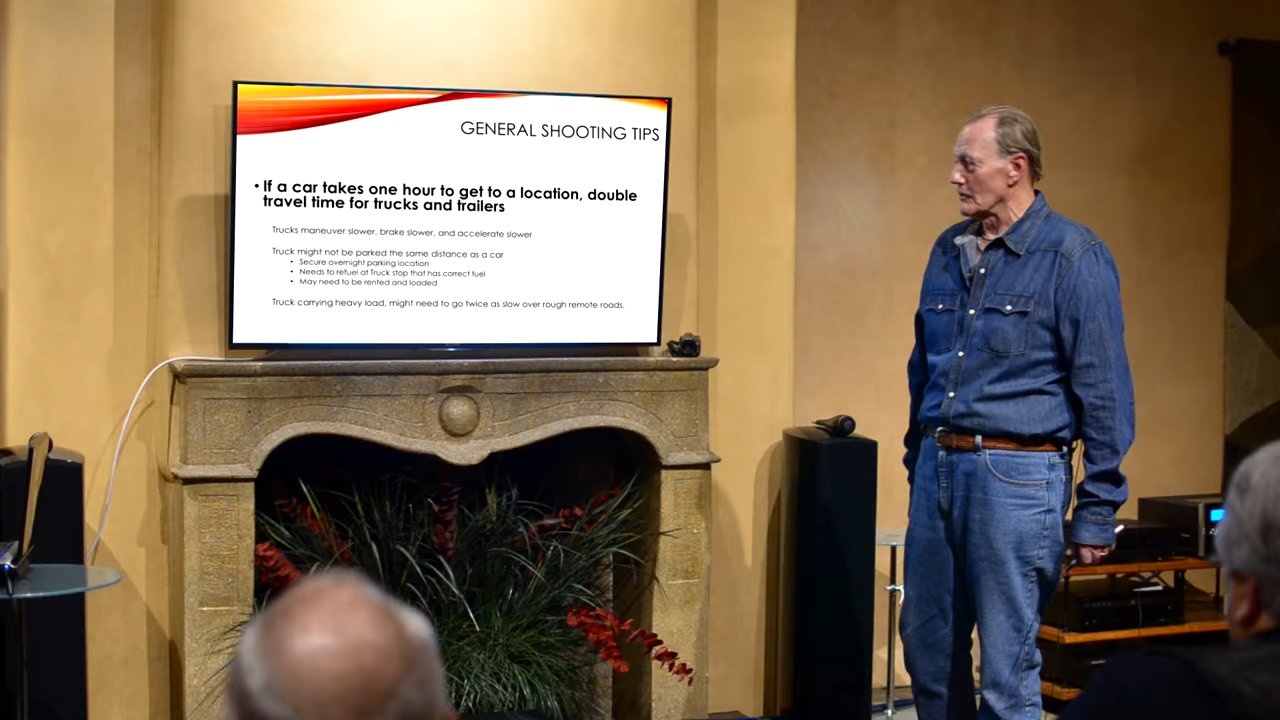 GENERAL SHOOTING TIPS
• If a car takes one hour to get to a location, double
travel time for trucks and trailers
Trucks maneuver slower, brake slower, and accelerate slower
Truck might not be parked the same distance as a car
• Secure overnight parking location
• Needs to refuel at Truck stop that has correct fuel
• May need to be rented and loaded
Truck carrying heavy load, might need to go twice as slow over rough remote roads.